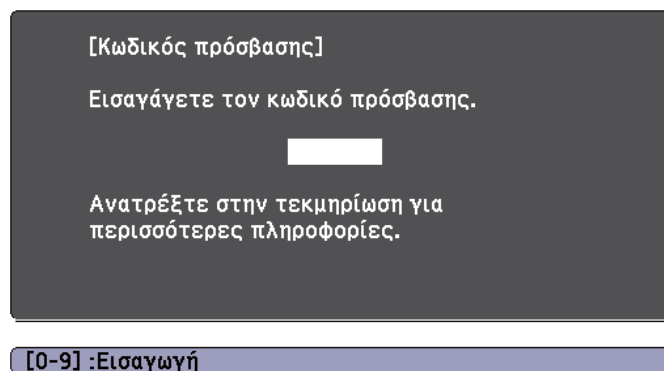 [Κωδικός πρόσβασης]
Εισαγάγετε τον κωδικό πρόσβασης.
Ανατρέξτε στην τεκμηρίωση για
περισσότερες πληροφορίες.
[0-9] :Εισαγωγή